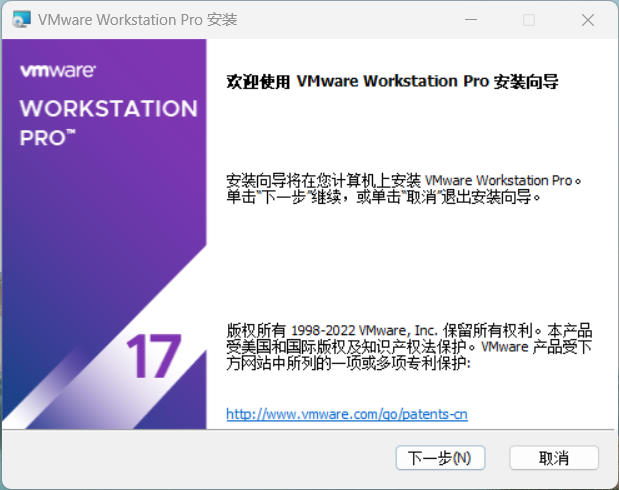 VMware Workstation Pro 安装
vmware
WORKSTATION
PRO™
17
欢迎使用 VMware Workstation Pro 安装向导
安装向导将在您计算机上安装 VMware Workstation Pro。
单击"下一步"继续，或单击"取消"退出安装向导。
版权所有 1998-2022 VMware, Inc. 保留所有权利。本产品
受美国和国际版权及知识产权法保护。VMware 产品受下
方网站中所列的一项或多项专利保护:
http://www.vmware.com/go/patents-cn
下一步(N)
取消